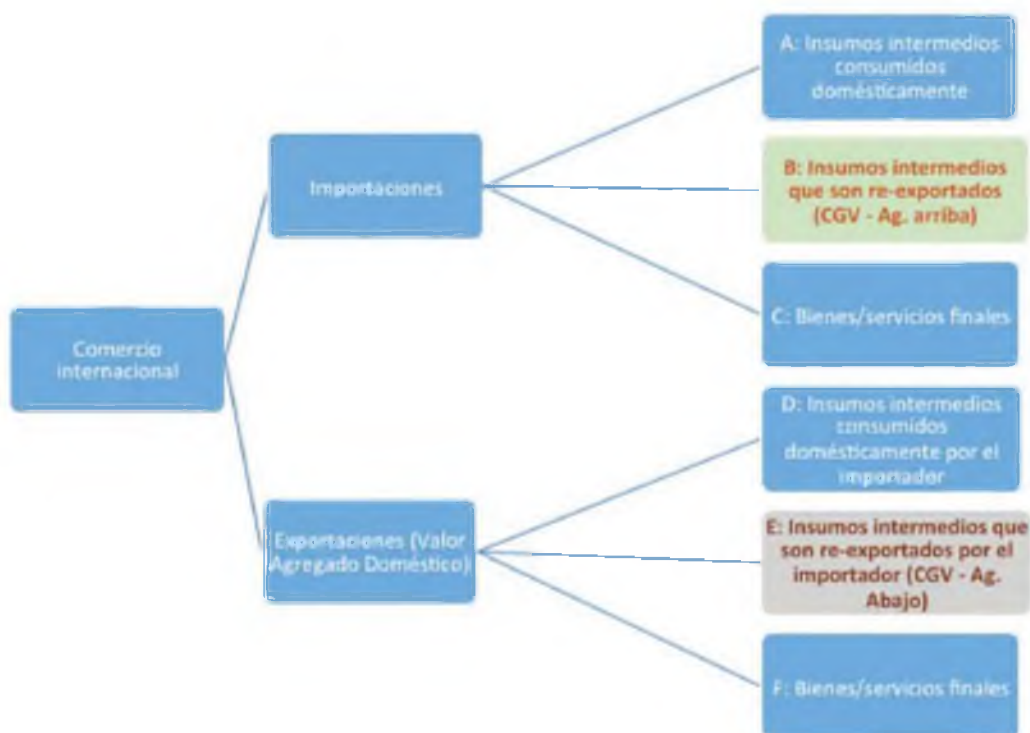 A: Insumos intermedios
consumidos
domésticamente
Importaciones
B: Insumos intermedios
que son re-exportados
(CGV - Ag. arriba)
C: Bienes/servicios finales
Comercio
internacional
D: Insumos intermedios
consumidos
domésticamente por el
importador
Exportaciones (Valor
Agregado Doméstico)
E: Insumos intermedios que
son re-exportados por el
importador (CGV - Ag.
Abajo)
F: Bienes/servicios finales